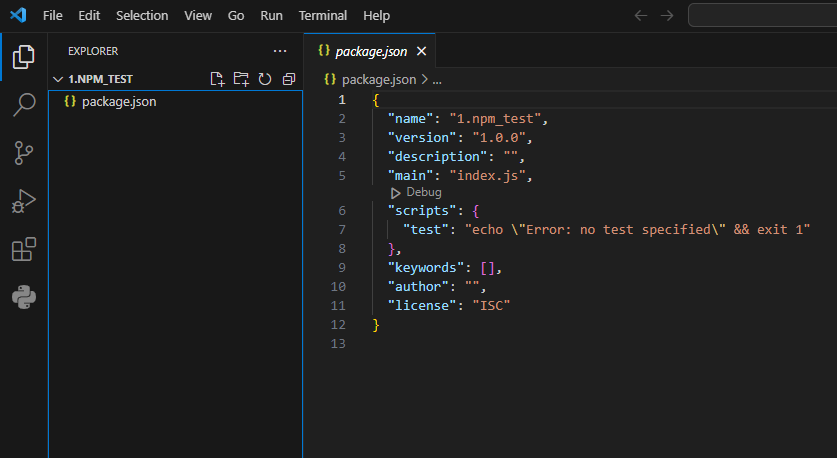 File Edit Selection View Go Run Terminal Help
EXPLORER ...
1.NPM_TEST
{} package.json
{} package.json ×
{} package.json > ...
1 {
2 "name": "1.npm_test",
3 "version": "1.0.0",
4 "description": "",
5 "main": "index.js",
Debug
6 "scripts": {
7 "test": "echo \"Error: no test specified\" && exit 1"
8 },
9 "keywords": [],
10 "author": "",
11 "license": "ISC"
12 }
13